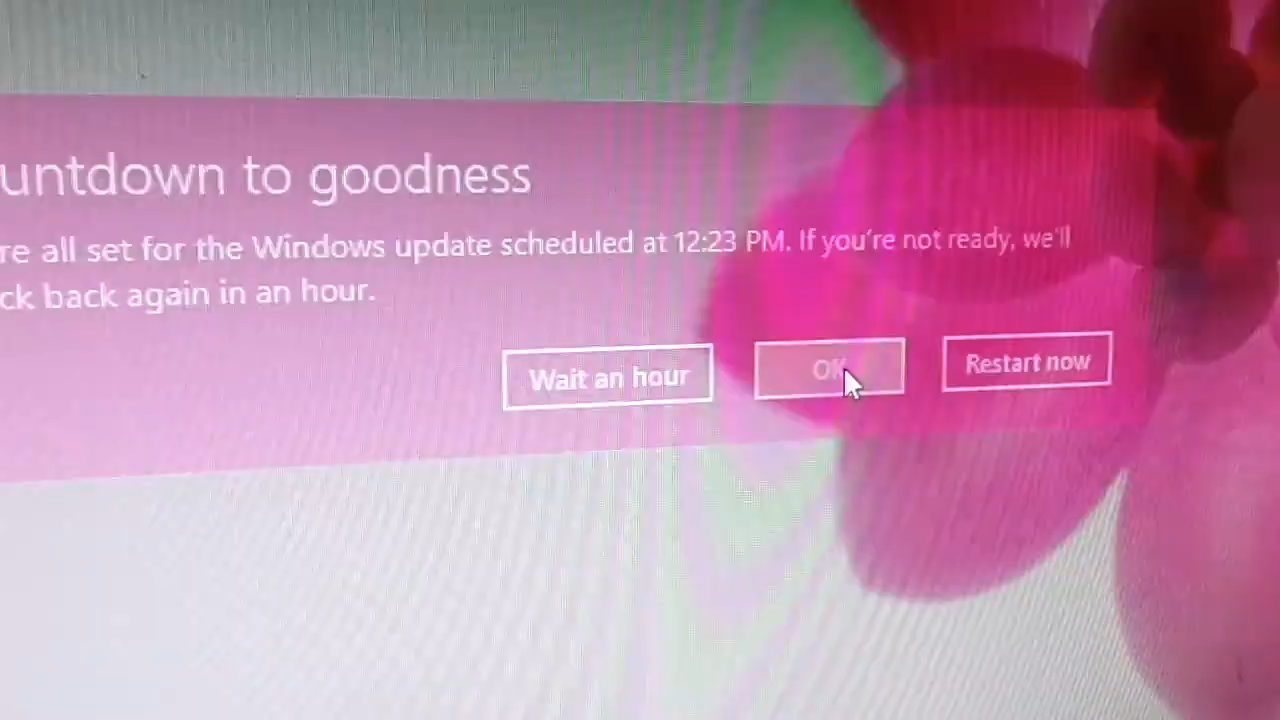 untdown to goodness
re all set for the Windows update scheduled at 12:23 PM. If you're not ready, we'll
ck back again in an hour.
Wait an hour OK Restart now